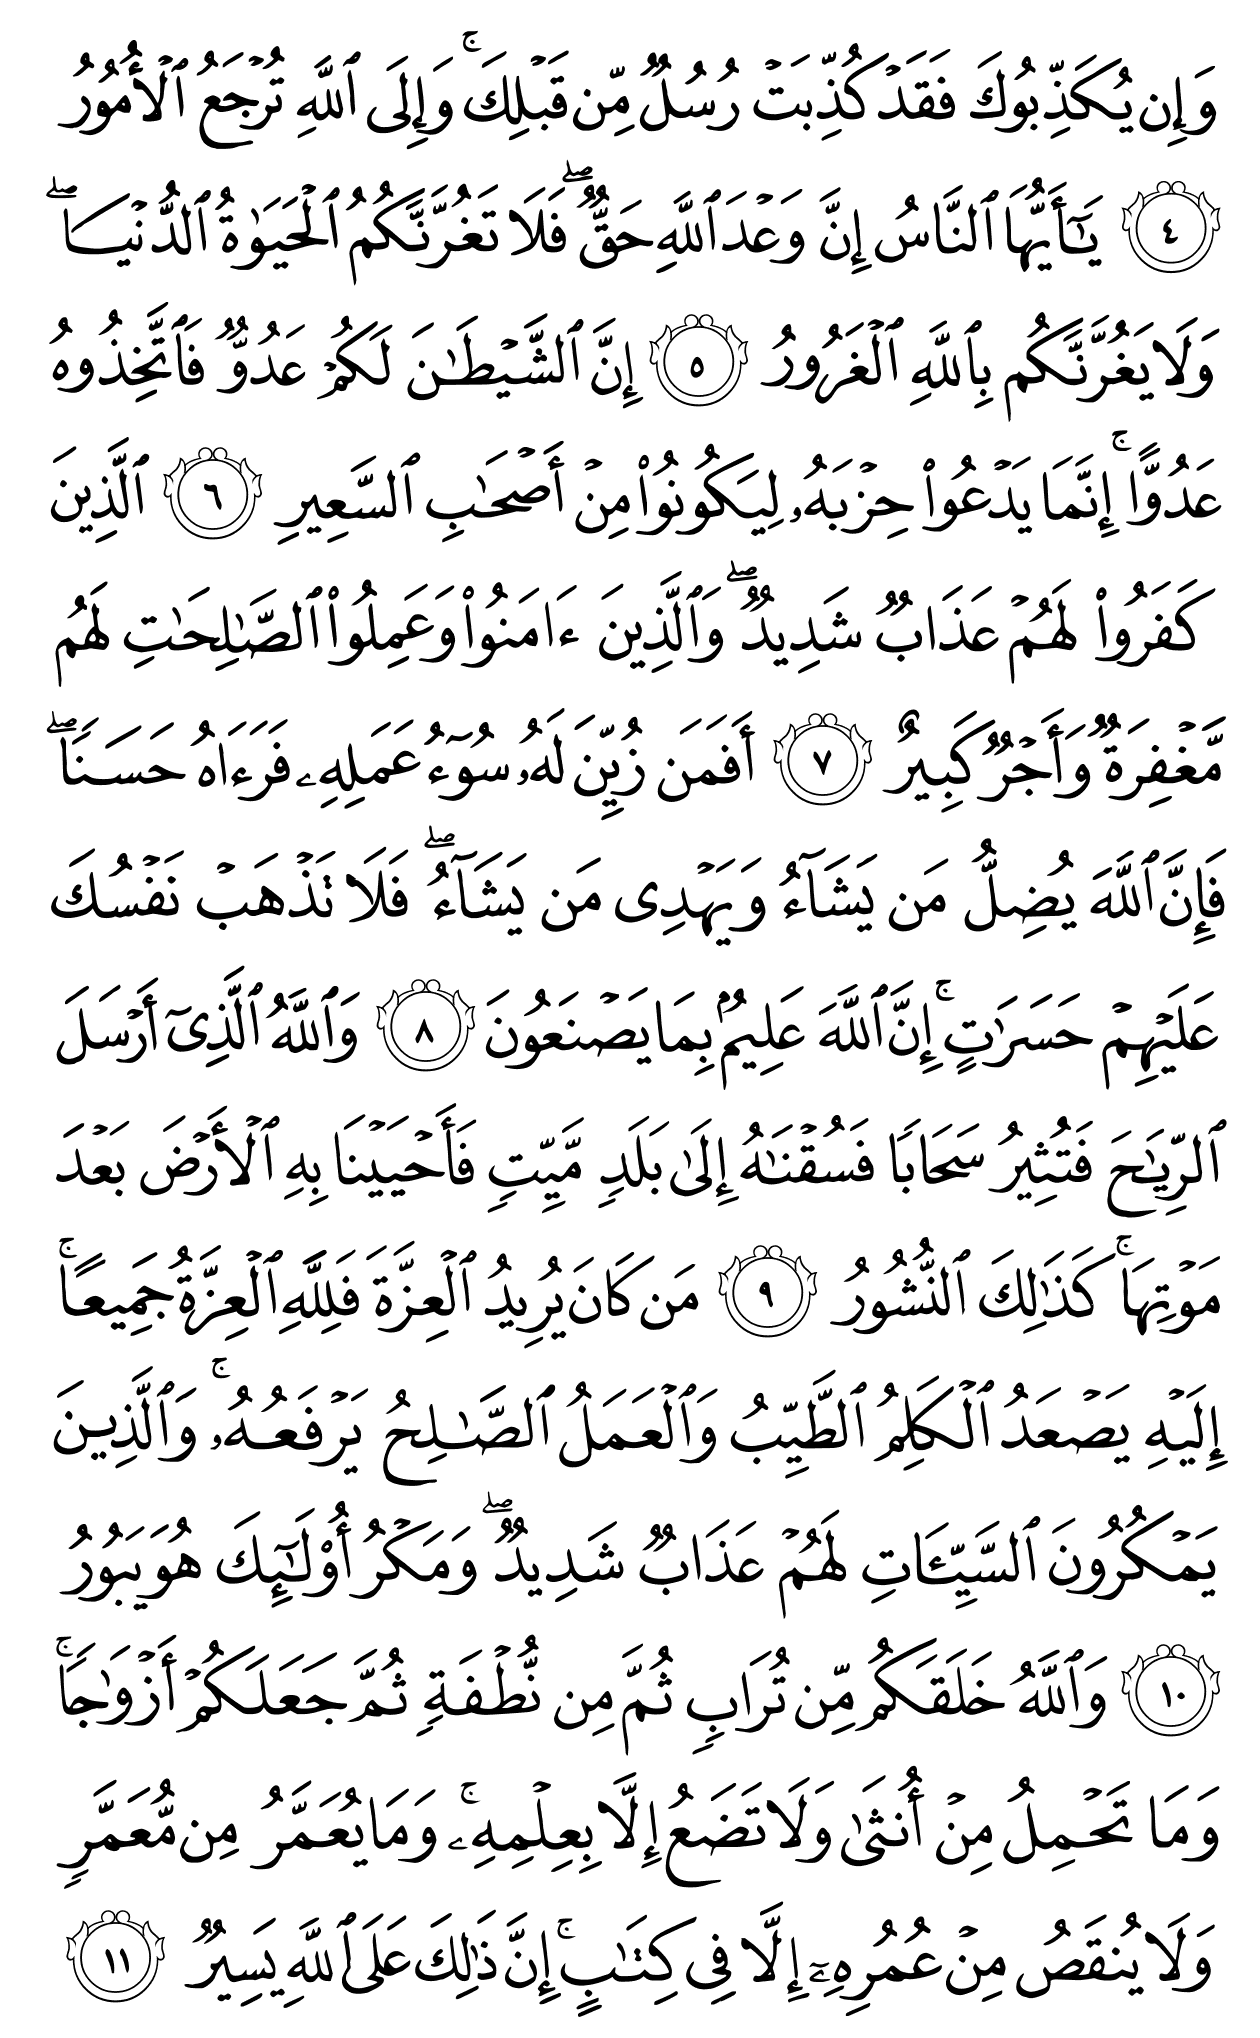 وَإِن يُكَذِّبُوكَ فَقَدۡ كُذِّبَتۡ رُسُلٞ مِّن قَبۡلِكَۚ وَإِلَى ٱللَّهِ تُرۡجَعُ ٱلۡأُمُورُ
٤ يَٰٓأَيُّهَا ٱلنَّاسُ إِنَّ وَعۡدَ ٱللَّهِ حَقّٞۖ فَلَا تَغُرَّنَّكُمُ ٱلۡحَيَوٰةُ ٱلدُّنۡيَاۖ
وَلَا يَغُرَّنَّكُم بِٱللَّهِ ٱلۡغَرُورُ ٥ إِنَّ ٱلشَّيۡطَٰنَ لَكُمۡ عَدُوّٞ فَٱتَّخِذُوهُ
عَدُوًّاۚ إِنَّمَا يَدۡعُواْ حِزۡبَهُۥ لِيَكُونُواْ مِنۡ أَصۡحَٰبِ ٱلسَّعِيرِ ٦ ٱلَّذِينَ
كَفَرُواْ لَهُمۡ عَذَابٞ شَدِيدٞۖ وَٱلَّذِينَ ءَامَنُواْ وَعَمِلُواْ ٱلصَّٰلِحَٰتِ لَهُم
مَّغۡفِرَةٞ وَأَجۡرٞ كَبِيرٌ ٧ أَفَمَن زُيِّنَ لَهُۥ سُوٓءُ عَمَلِهِۦ فَرَءَاهُ حَسَنٗاۖ
فَإِنَّ ٱللَّهَ يُضِلُّ مَن يَشَآءُ وَيَهۡدِي مَن يَشَآءُۖ فَلَا تَذۡهَبۡ نَفۡسُكَ
عَلَيۡهِمۡ حَسَرَٰتٍۚ إِنَّ ٱللَّهَ عَلِيمُۢ بِمَا يَصۡنَعُونَ ٨ وَٱللَّهُ ٱلَّذِيٓ أَرۡسَلَ
ٱلرِّيَٰحَ فَتُثِيرُ سَحَابٗا فَسُقۡنَٰهُ إِلَىٰ بَلَدٖ مَّيِّتٖ فَأَحۡيَيۡنَا بِهِ ٱلۡأَرۡضَ بَعۡدَ
مَوۡتِهَاۚ كَذَٰلِكَ ٱلنُّشُورُ ٩ مَن كَانَ يُرِيدُ ٱلۡعِزَّةَ فَلِلَّهِ ٱلۡعِزَّةُ جَمِيعًاۚ
إِلَيۡهِ يَصۡعَدُ ٱلۡكَلِمُ ٱلطَّيِّبُ وَٱلۡعَمَلُ ٱلصَّٰلِحُ يَرۡفَعُهُۥۚ وَٱلَّذِينَ
يَمۡكُرُونَ ٱلسَّيِّـَٔاتِ لَهُمۡ عَذَابٞ شَدِيدٞۖ وَمَكۡرُ أُوْلَٰٓئِكَ هُوَ يَبُورُ
١٠ وَٱللَّهُ خَلَقَكُم مِّن تُرَابٖ ثُمَّ مِن نُّطۡفَةٖ ثُمَّ جَعَلَكُمۡ أَزۡوَٰجٗاۚ
وَمَا تَحۡمِلُ مِنۡ أُنثَىٰ وَلَا تَضَعُ إِلَّا بِعِلۡمِهِۦۚ وَمَا يُعَمَّرُ مِن مُّعَمَّرٖ
وَلَا يُنقَصُ مِنۡ عُمُرِهِۦٓ إِلَّا فِي كِتَٰبٍۚ إِنَّ ذَٰلِكَ عَلَى ٱللَّهِ يَسِيرٞ ١١